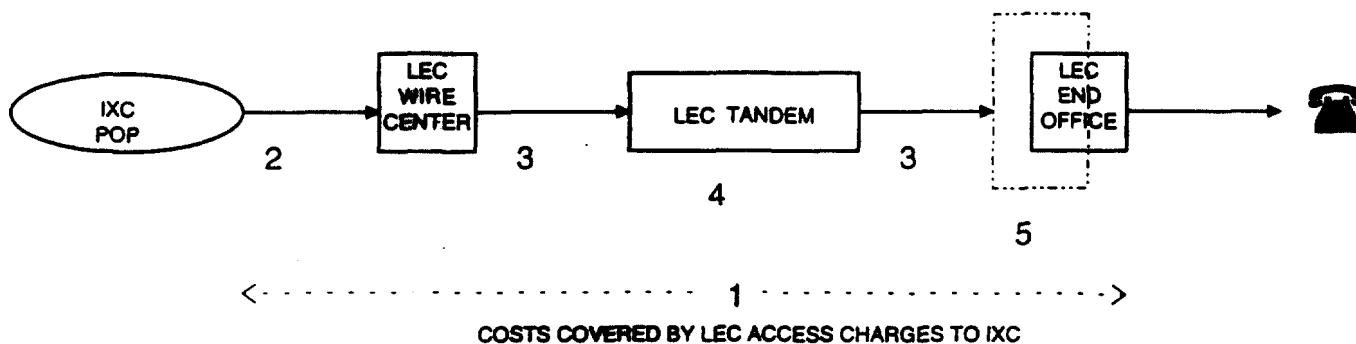 IXC
POP
2
LEC
WIRE
CENTER
3
LEC TANDEM
4
3
LEC
END
OFFICE
5
1
COSTS COVERED BY LEC ACCESS CHARGES TO IXC